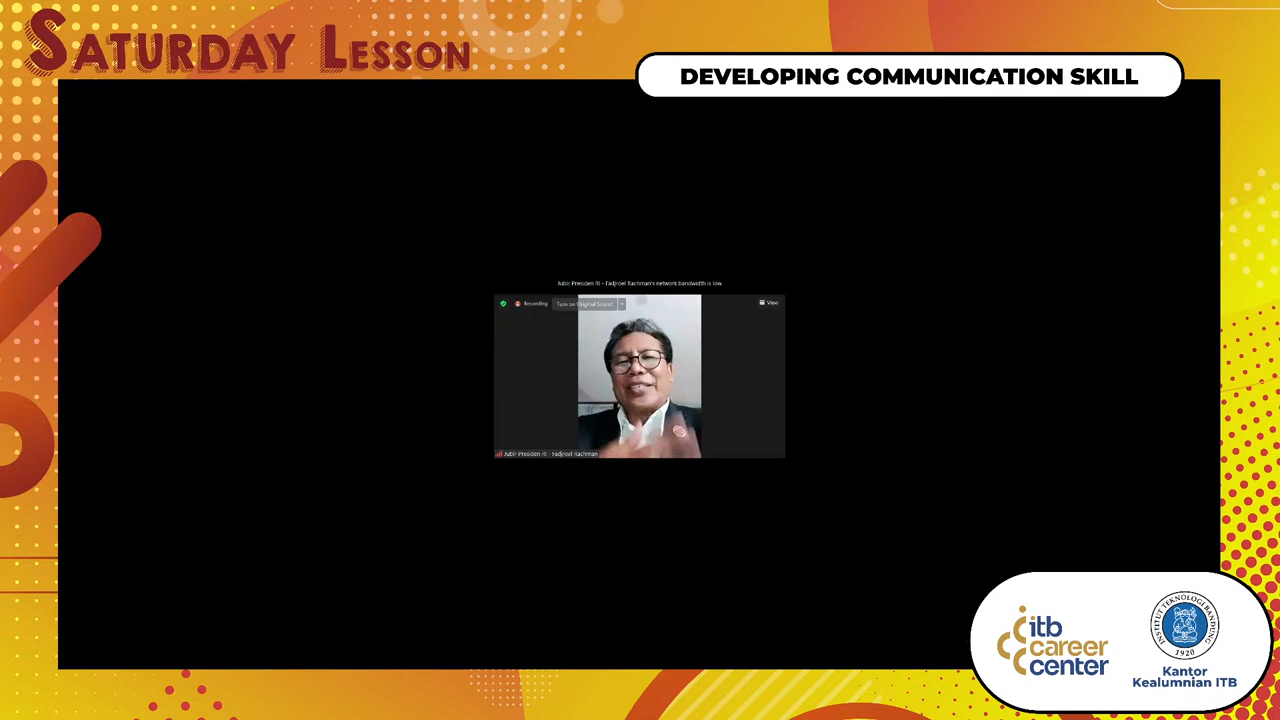 SATURDAY LESSON
DEVELOPING COMMUNICATION SKILL
Jubir Presiden RI - Fadjroel Rachman's network bandwidth is low
Recording
Turn on Original Sound
View
Jubir Presiden RI - Fadjroel Rachman
itb
career
center
INSTITUT TEKNOLOGI BANDUNG
1920
Kantor
Kealumnian ITB